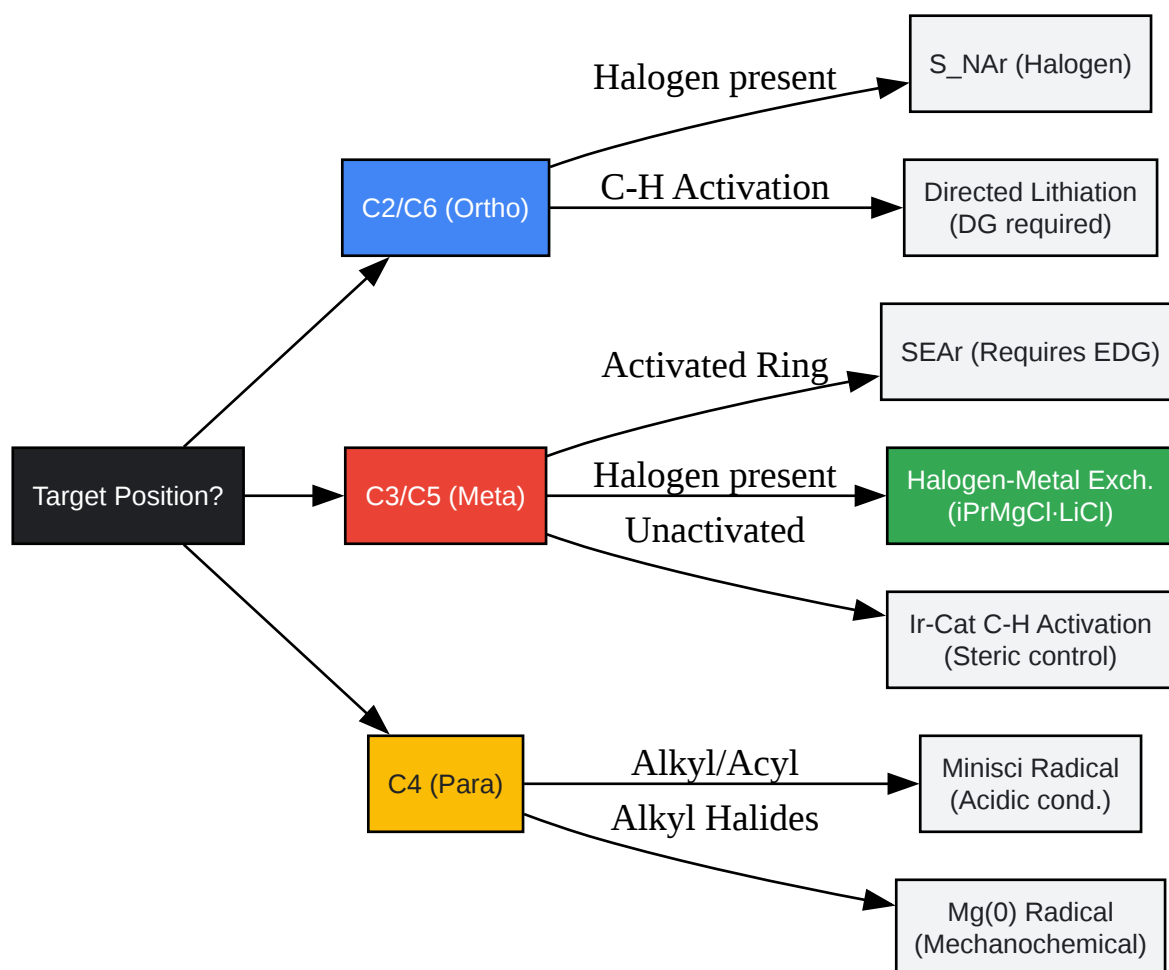 Halogen present
S_NAr (Halogen)
C2/C6 (Ortho)
C-H Activation
Directed Lithiation
(DG required)
Activated Ring
SEAr (Requires EDG)
Target Position?
C3/C5 (Meta)
Halogen present
Halogen-Metal Exch.
(iPrMgCl·LiCl)
Unactivated
Ir-Cat C-H Activation
(Steric control)
C4 (Para)
Alkyl/Acyl
Minisci Radical
(Acidic cond.)
Alkyl Halides
Mg(0) Radical
(Mechanochemical)